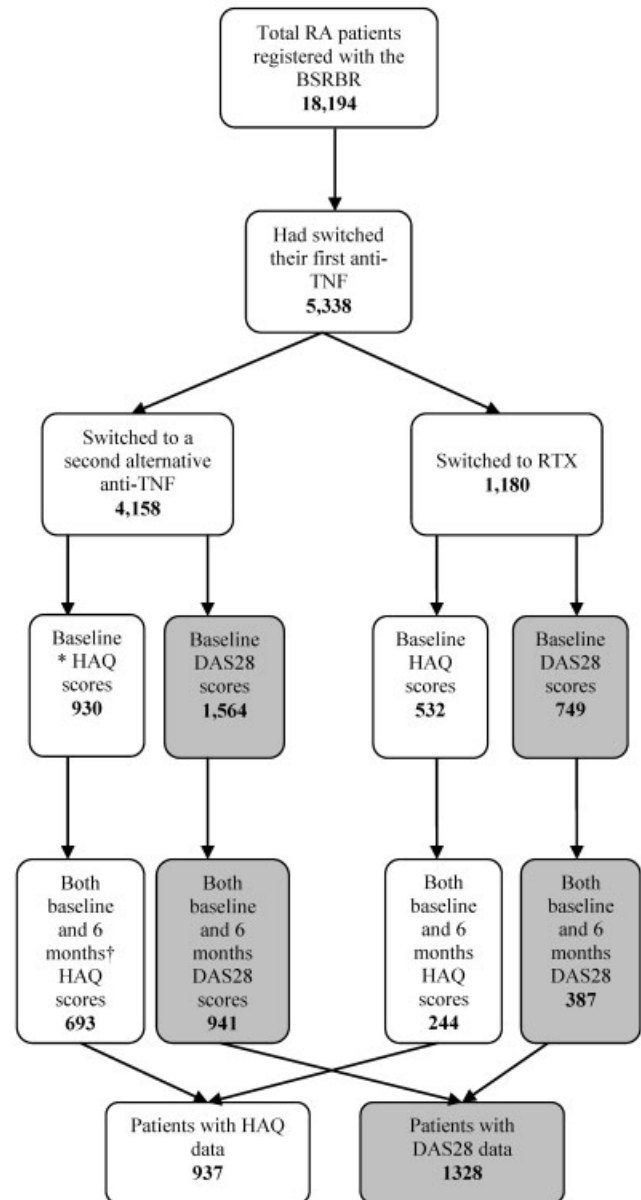 Total RA patients
registered with the
BSRBR
18,194
Had switched
their first anti-
TNF
5,338
Switched to a
second alternative
anti-TNF
4,158
Switched to RTX
1,180
Baseline
* HAQ
scores
930
Baseline
DAS28
scores
1,564
Baseline
HAQ
scores
532
Baseline
DAS28
scores
749
Both
baseline
and 6
months†
HAQ
scores
693
Both
baseline
and 6
months
DAS28
scores
941
Both
baseline
and 6
months
HAQ
scores
244
Both
baseline
and 6
months
DAS28
387
Patients with HAQ
data
937
Patients with
DAS28 data
1328